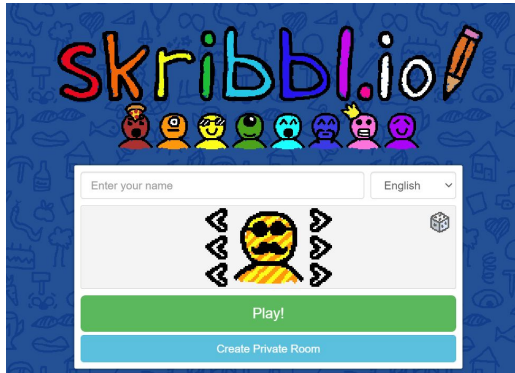 skribbl.io
Enter your name
English
Play!
Create Private Room